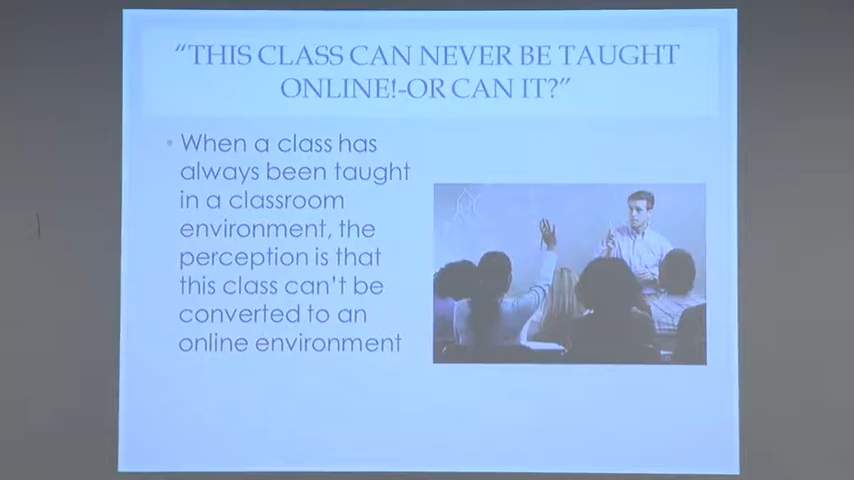 “THIS CLASS CAN NEVER BE TAUGHT
ONLINE!-OR CAN IT?”
• When a class has
always been taught
in a classroom
environment, the
perception is that
this class can’t be
converted to an
online environment